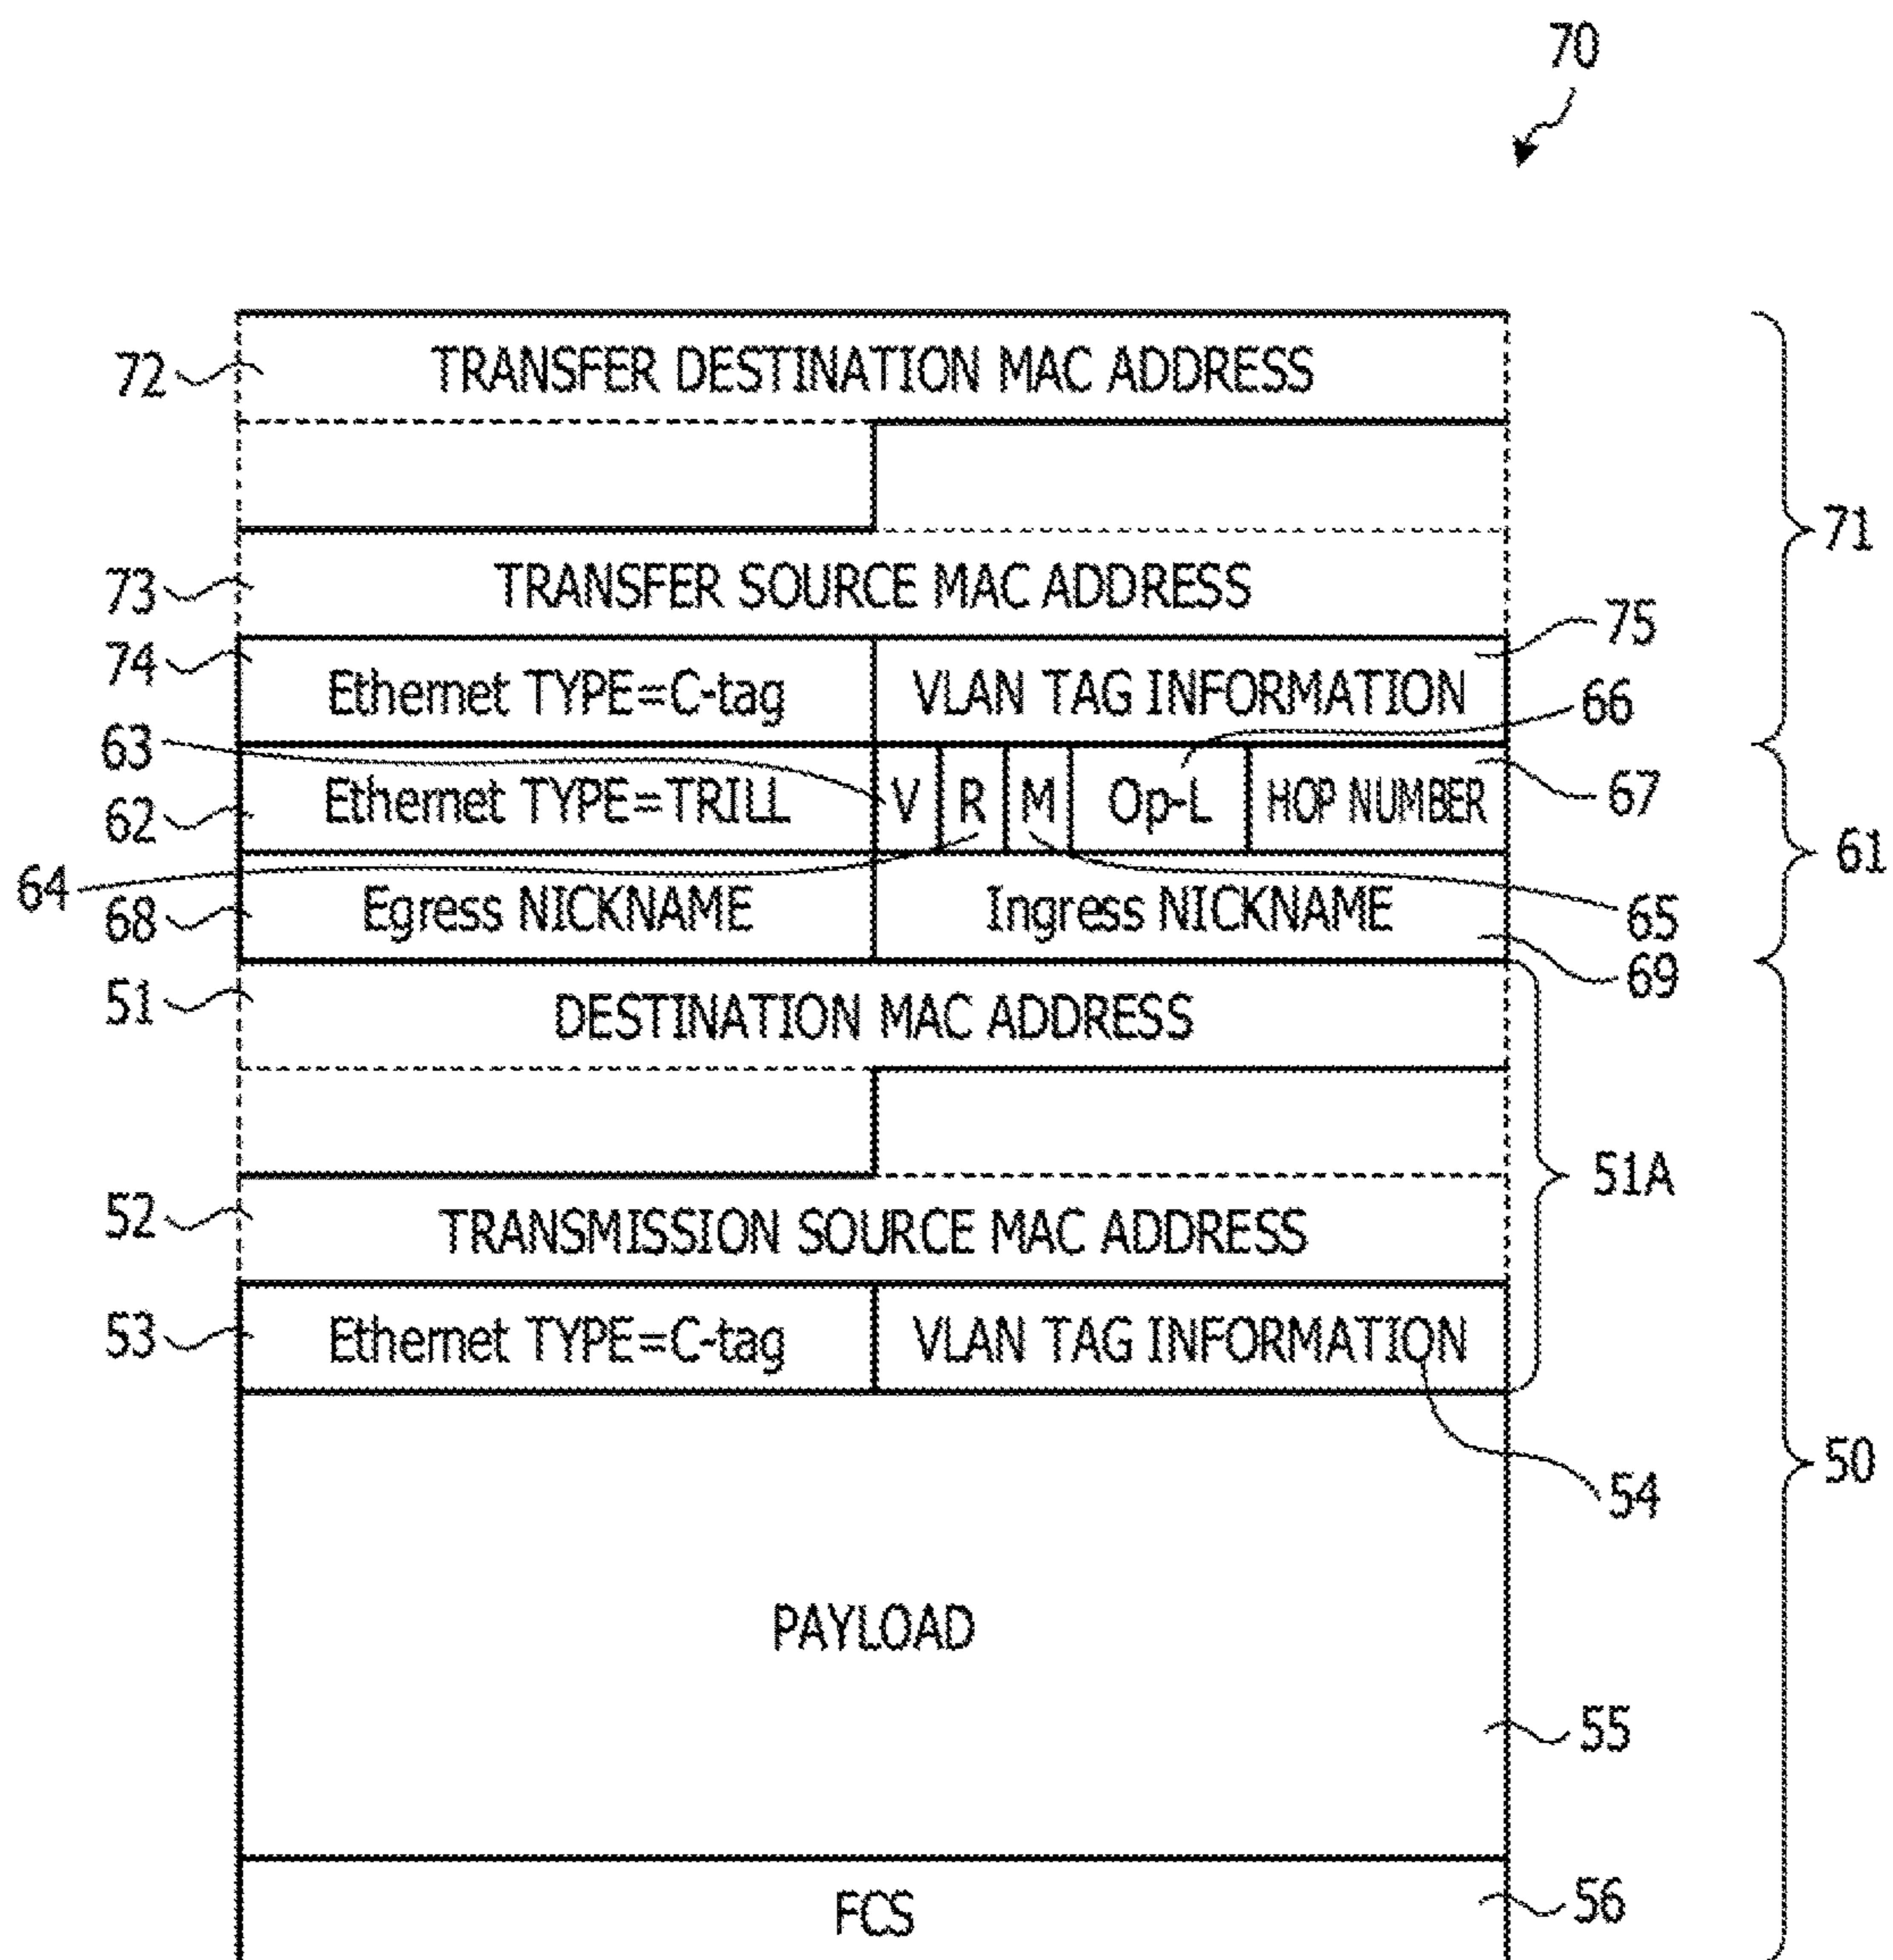 70
72 TRANSFER DESTINATION MAC ADDRESS
71
73 TRANSFER SOURCE MAC ADDRESS
75
74 Ethernet TYPE=C-tag VLAN TAG INFORMATION
66
63
62 Ethernet TYPE=TRILL V R M Op-L HOP NUMBER 67
61
64
68 Egress NICKNAME Ingress NICKNAME 65
69
51 DESTINATION MAC ADDRESS
51A
52 TRANSMISSION SOURCE MAC ADDRESS
53 Ethernet TYPE=C-tag VLAN TAG INFORMATION
50
54
PAYLOAD
55
FCS 56